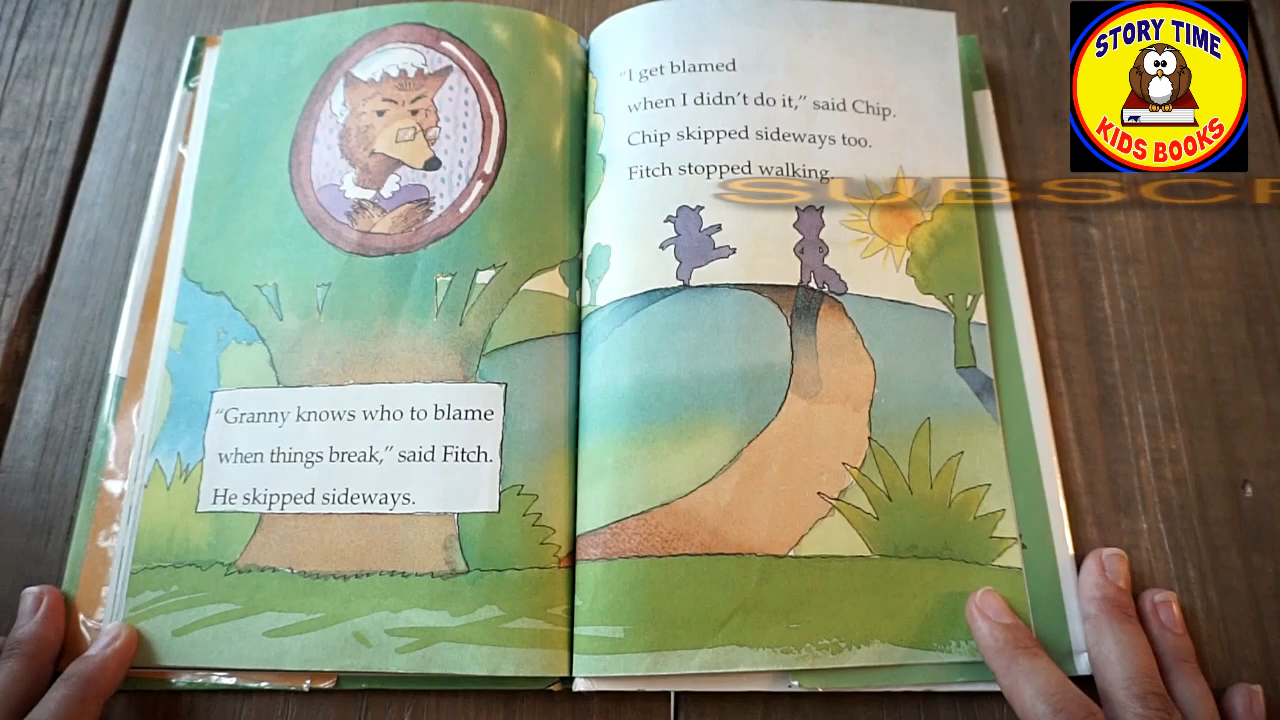 "Granny knows who to blame
when things break," said Fitch.
He skipped sideways.
"I get blamed
when I didn't do it," said Chip.
Chip skipped sideways too.
Fitch stopped walking.
STORY TIME
KIDS BOOKS
SUBSCR